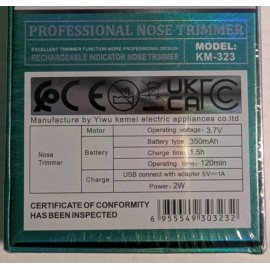 PROFESSIONAL NOSE TRIMMER
EXCELLENT TRIMMER FUNCTION MORE PROFESSIONAL DESIGN
RECHARGEABLE INDICATOR NOSE TRIMMER
MODEL:
KM-323
CE UK CA FC
Manufacture by Yiwu kemei electric appliances co.ltd
Nose Trimmer
Motor Operating voltage: 3.7V
Battery Battery type: 350mAh
Charge time: 1.5h
Operating time: 120min
Charge USB connect with adapter 5V⎓1A
Power: 2W
CERTIFICATE OF CONFORMITY
HAS BEEN INSPECTED
6 955549 303232